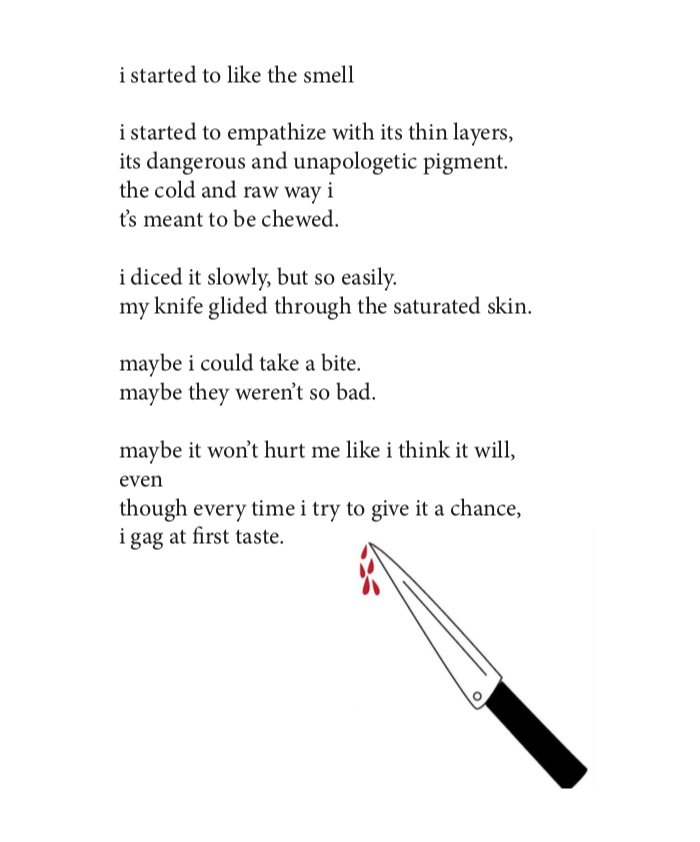 i started to like the smell
i started to empathize with its thin layers,
its dangerous and unapologetic pigment.
the cold and raw way i
t’s meant to be chewed.
i diced it slowly, but so easily.
my knife glided through the saturated skin.
maybe i could take a bite.
maybe they weren’t so bad.
maybe it won’t hurt me like i think it will,
even
though every time i try to give it a chance,
i gag at first taste.